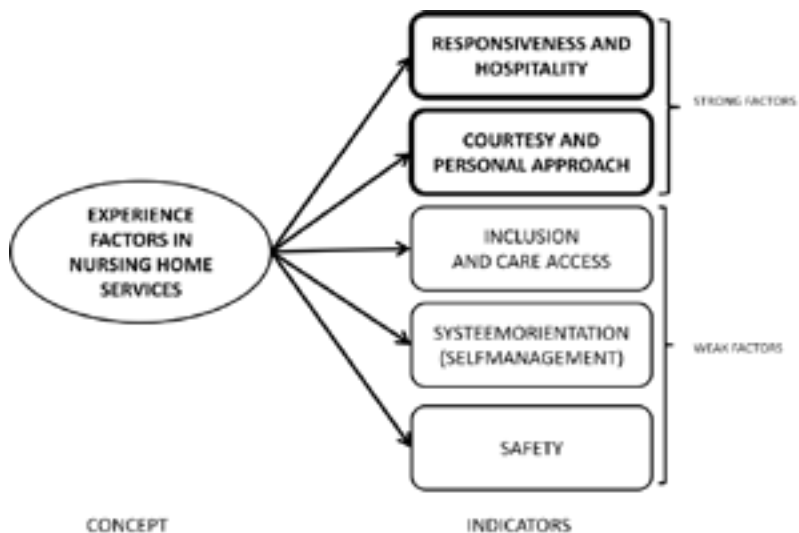 RESPONSIVENESS AND
HOSPITALITY
STRONG FACTORS
COURTESY AND
PERSONAL APPROACH
EXPERIENCE
FACTORS IN
NURSING HOME
SERVICES
INCLUSION
AND CARE ACCESS
SYSTEEMORIENTATION
(SELFMANAGEMENT)
WEAK FACTORS
SAFETY
CONCEPT
INDICATORS